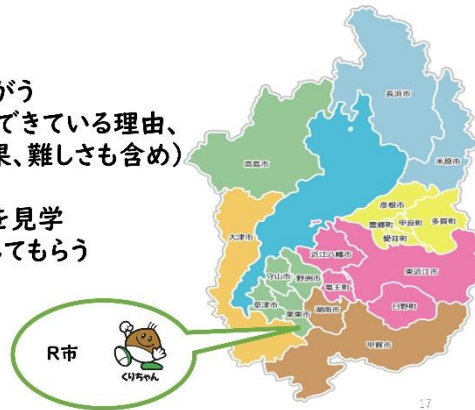 がう
できている理由、
果、難しさも含め)
を見学
してもらう
長浜市
高島市
米原市
彦根市
多賀町
豊郷町
甲良町
愛荘町
大津市
近江八幡市
東近江市
守山市
野洲市
竜王町
草津市
日野町
栗東市
湖南市
甲賀市
R市
くりちゃん
17